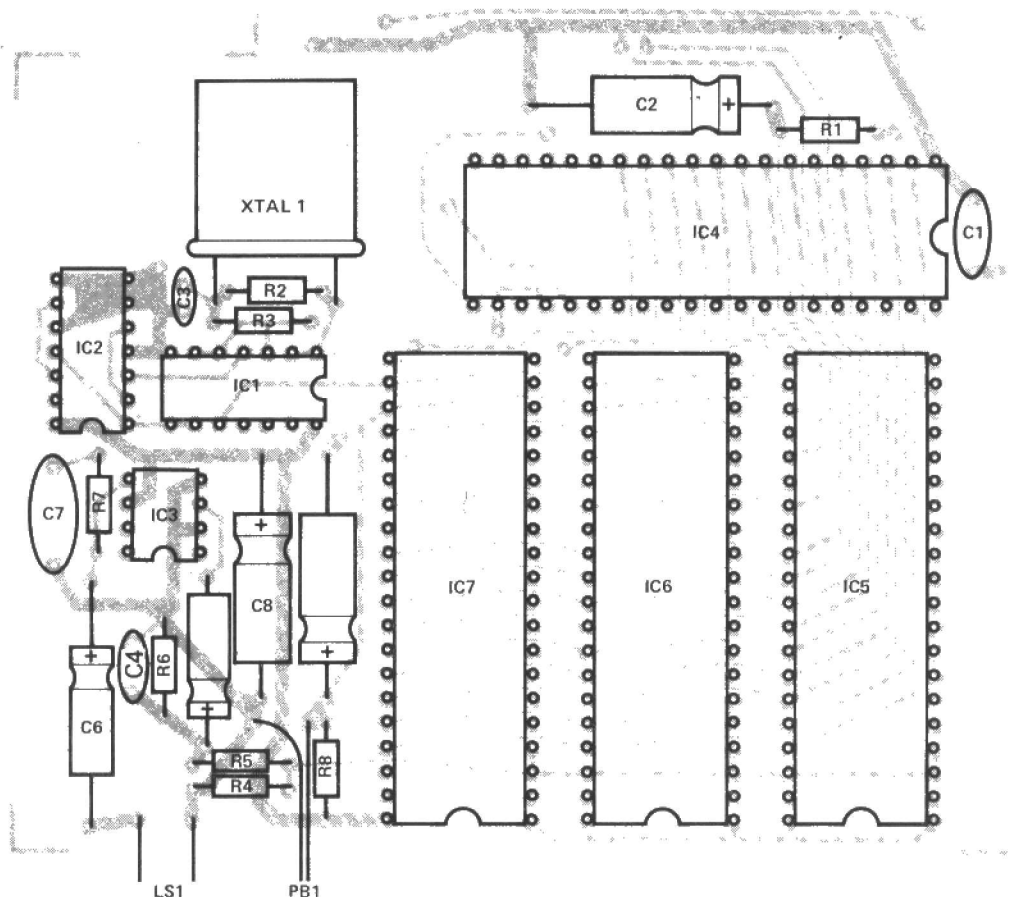 C2
+
R1
XTAL 1
IC4
C1
C3
R2
R3
IC2
IC1
C7
R7
IC3
+
C8
IC7
IC6
IC5
+
C4
R6
+
+
C6
R5
R4
R8
LS1
PB1